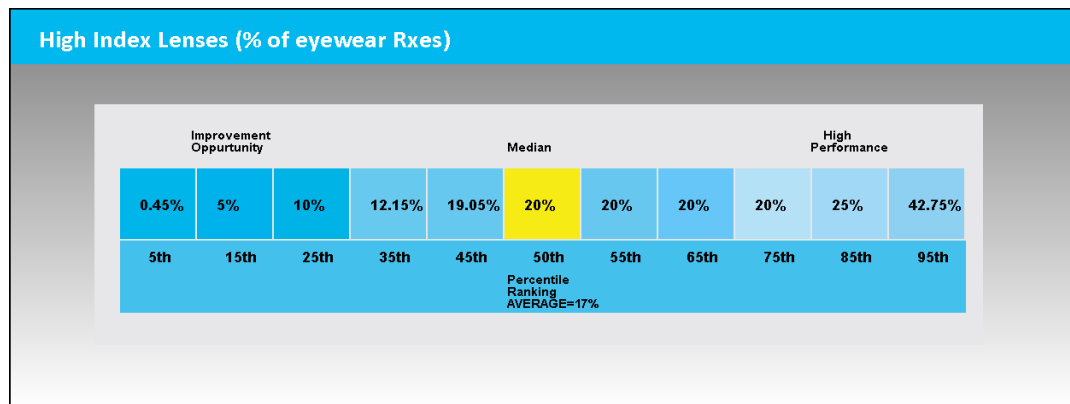 High Index Lenses (% of eyewear Rxes)
Improvement
Oppurtunity
Median
High
Performance
0.45% 5% 10% 12.15% 19.05% 20% 20% 20% 20% 25% 42.75%
5th 15th 25th 35th 45th 50th 55th 65th 75th 85th 95th
Percentile
Ranking
AVERAGE=17%